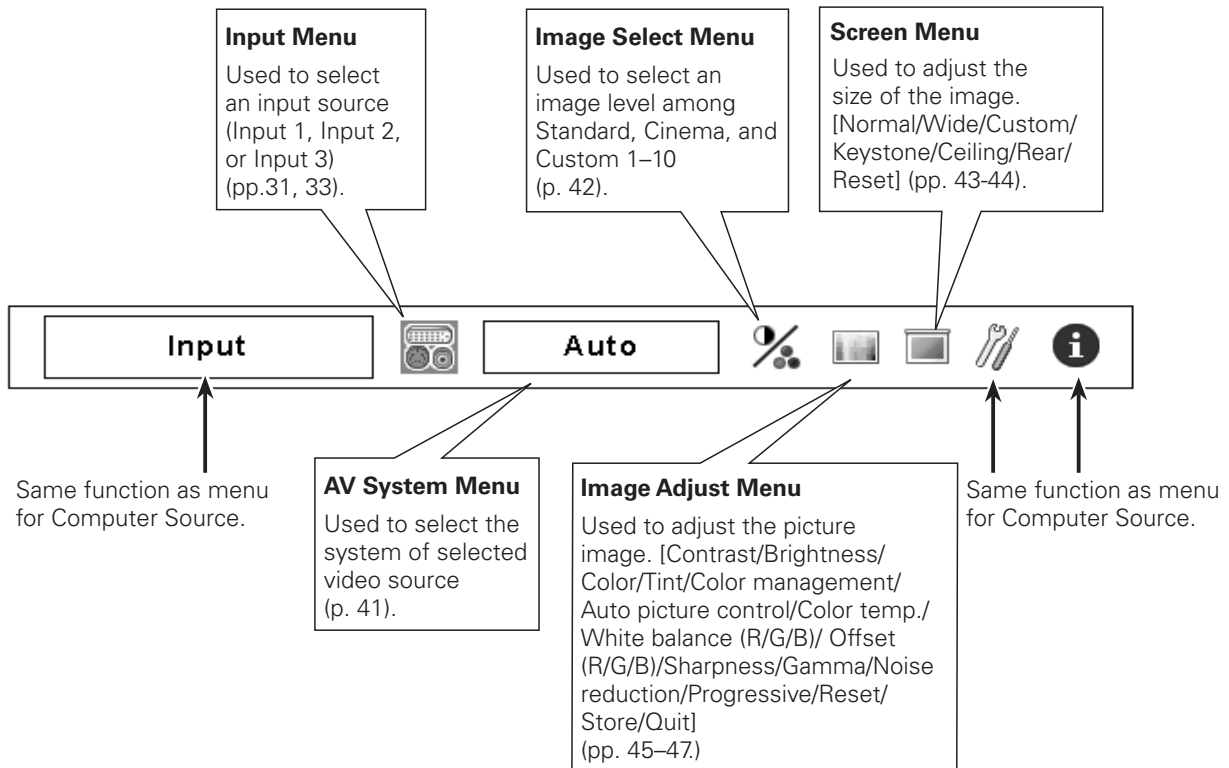 Input Menu
Used to select
an input source
(Input 1, Input 2,
or Input 3)
(pp.31, 33).
Image Select Menu
Used to select an
image level among
Standard, Cinema, and
Custom 1–10
(p. 42).
Screen Menu
Used to adjust the
size of the image.
[Normal/Wide/Custom/
Keystone/Ceiling/Rear/
Reset] (pp. 43-44).
Input
Auto
Same function as menu
for Computer Source.
AV System Menu
Used to select the
system of selected
video source
(p. 41).
Image Adjust Menu
Used to adjust the picture
image. [Contrast/Brightness/
Color/Tint/Color management/
Auto picture control/Color temp./
White balance (R/G/B)/ Offset
(R/G/B)/Sharpness/Gamma/Noise
reduction/Progressive/Reset/
Store/Quit]
(pp. 45–47.)
Same function as menu
for Computer Source.